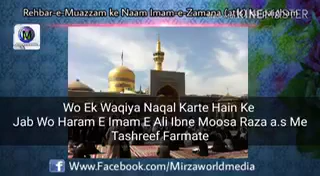 Rehbar-e-Muazzam ke Naam Imam-e-Zamana
KINEMASTER
Wo Ek Waqiya Naqal Karte Hain Ke
Jab Wo Haram E Imam E Ali Ibne Moosa Raza a.s Me
Tashreef Farmate
www.Facebook.com/Mirzaworldmedia